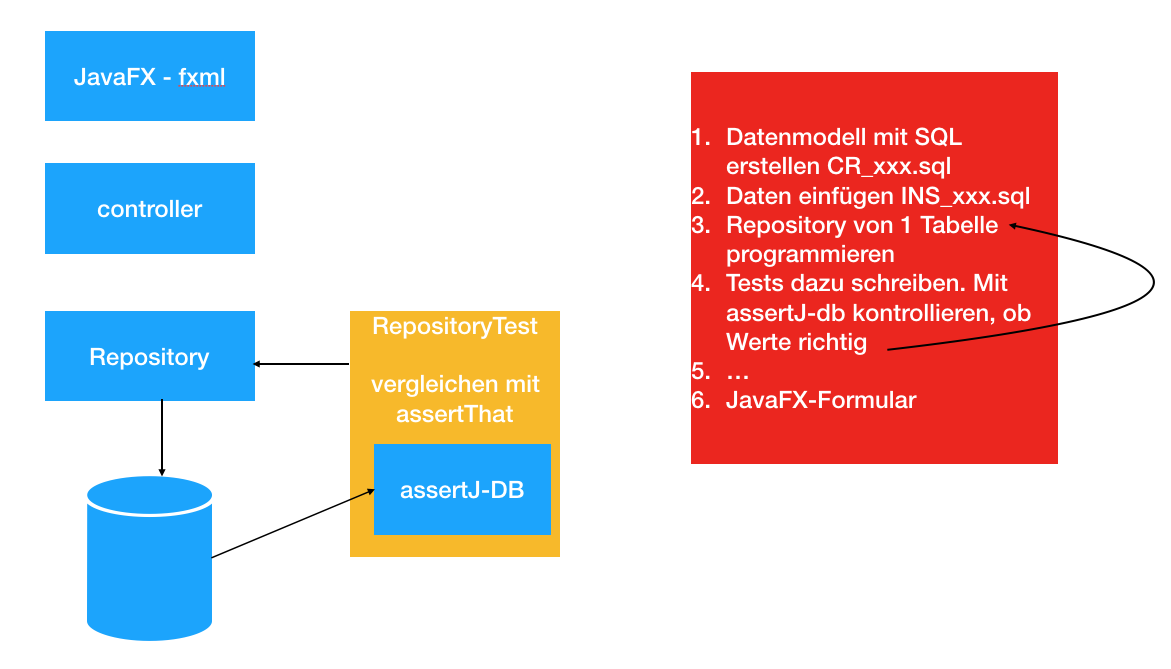 JavaFX - fxml
controller
Repository
RepositoryTest
vergleichen mit
assertThat
assertJ-DB
1. Datenmodell mit SQL
erstellen CR_xxx.sql
2. Daten einfügen INS_xxx.sql
3. Repository von 1 Tabelle
programmieren
4. Tests dazu schreiben. Mit
assertJ-db kontrollieren, ob
Werte richtig
5. …
6. JavaFX-Formular